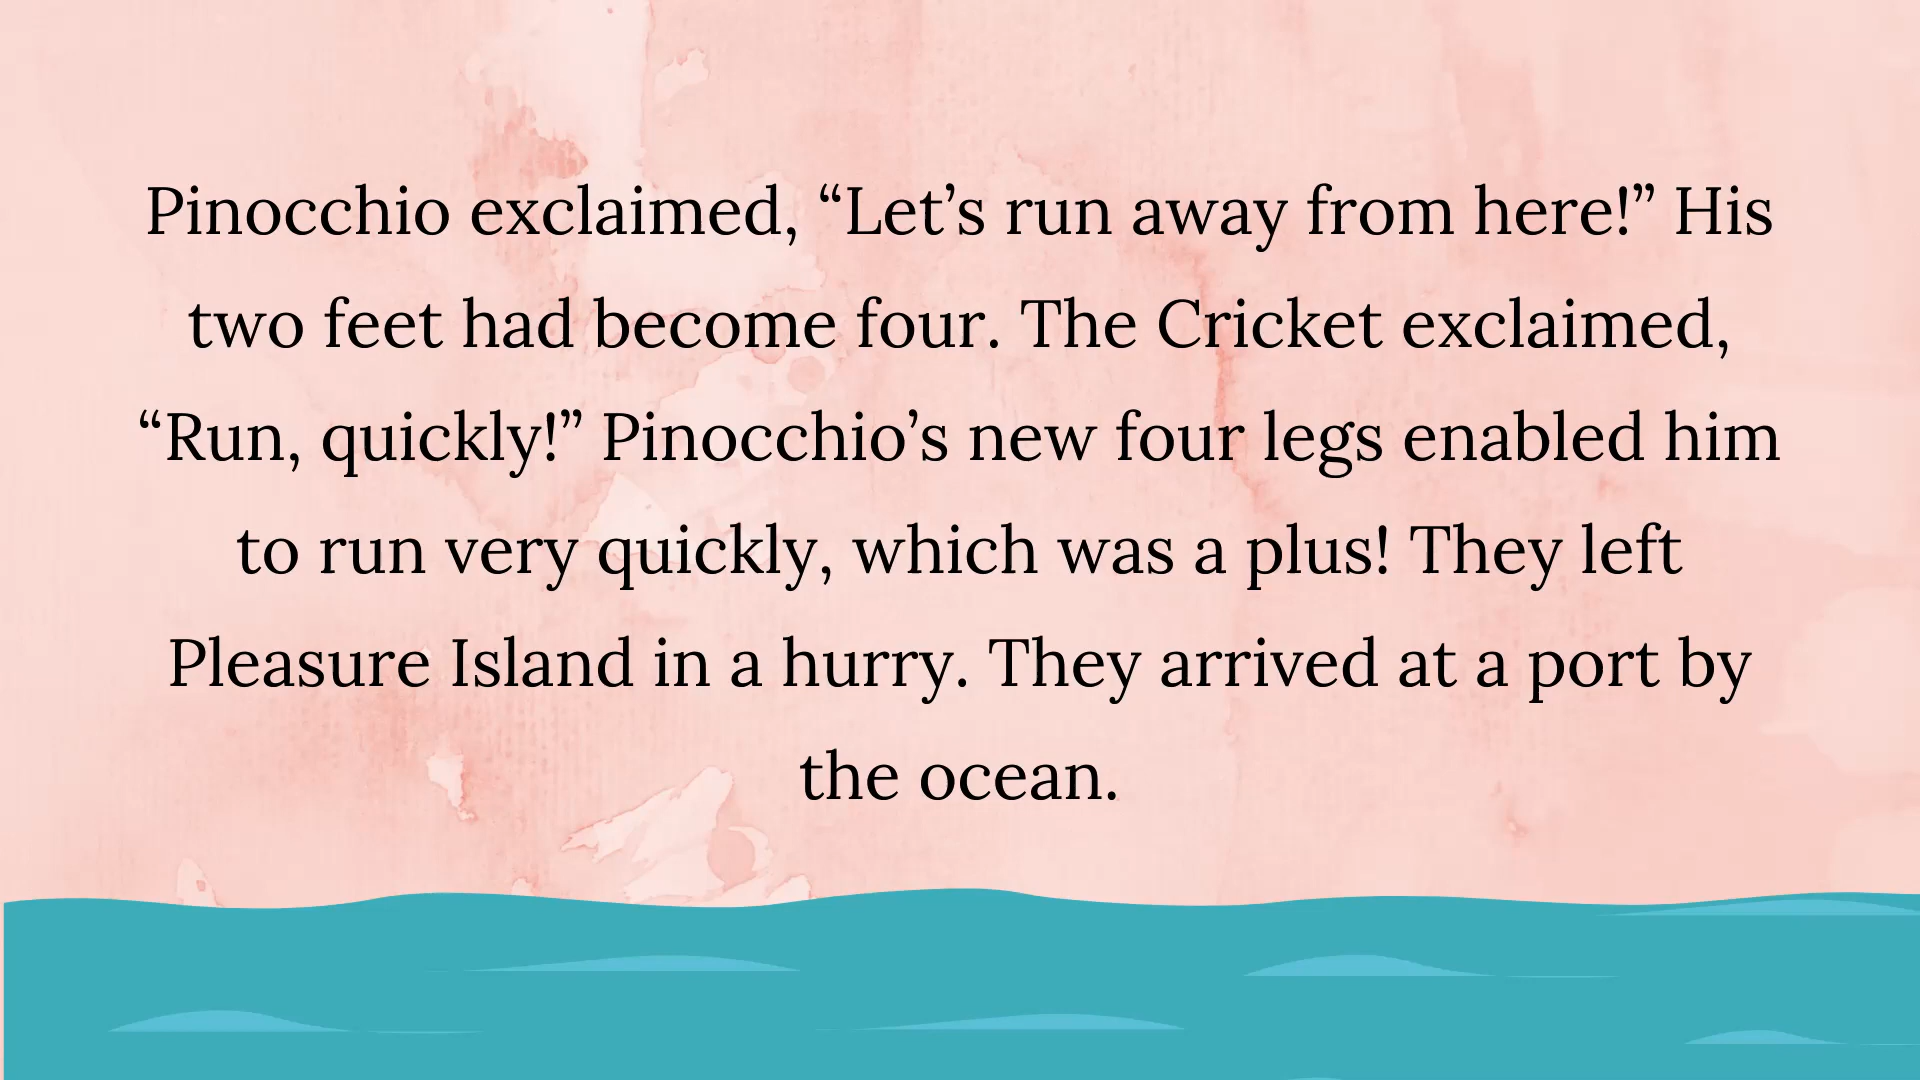 Pinocchio exclaimed, “Let’s run away from here!” His
two feet had become four. The Cricket exclaimed,
“Run, quickly!” Pinocchio’s new four legs enabled him
to run very quickly, which was a plus! They left
Pleasure Island in a hurry. They arrived at a port by
the ocean.